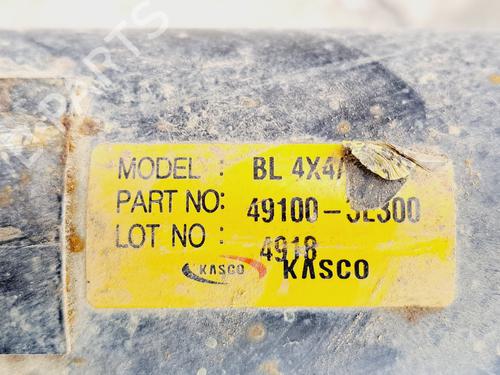 MODEL : BL 4X4/
PART NO: 49100-3E300
LOT NO : 4918
KASCO KASCO